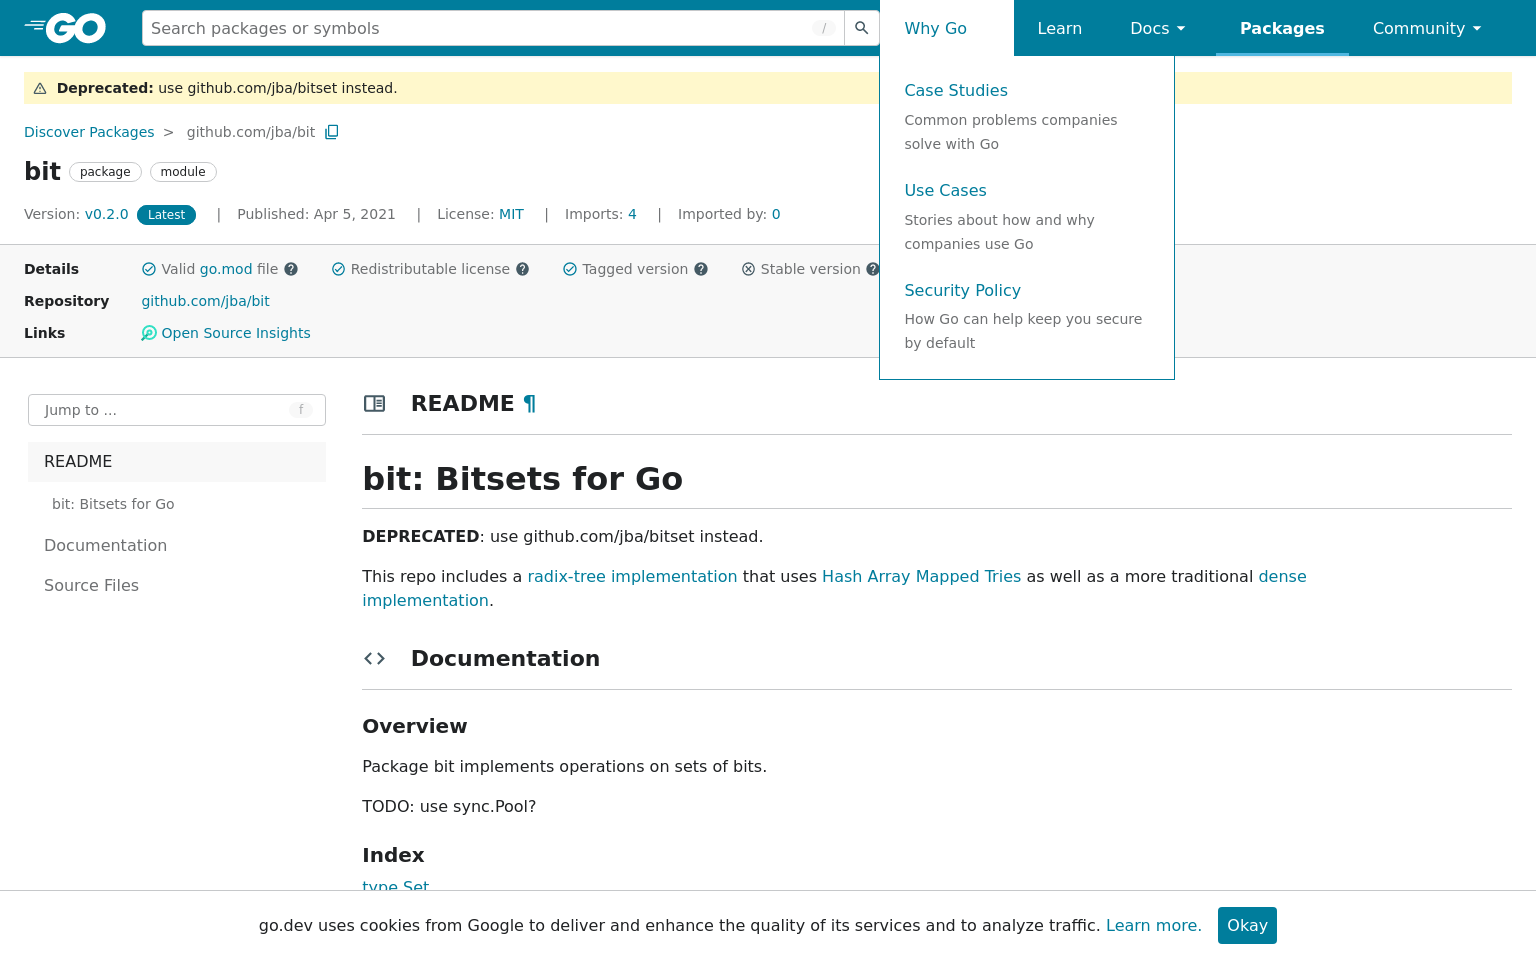 GO
Search packages or symbols /
Why Go
Learn
Docs
Packages
Community
Case Studies
Common problems companies
solve with Go
Use Cases
Stories about how and why
companies use Go
Security Policy
How Go can help keep you secure
by default
Deprecated: use github.com/jba/bitset instead.
Discover Packages > github.com/jba/bit
bit package module
Version: v0.2.0 Latest | Published: Apr 5, 2021 | License: MIT | Imports: 4 | Imported by: 0
Details Valid go.mod file ? Redistributable license ? Tagged version ? Stable version ?
Repository github.com/jba/bit
Links Open Source Insights
Jump to ... f
README
bit: Bitsets for Go
Documentation
Source Files
README ¶
bit: Bitsets for Go
DEPRECATED: use github.com/jba/bitset instead.
This repo includes a radix-tree implementation that uses Hash Array Mapped Tries as well as a more traditional dense
implementation.
Documentation
Overview
Package bit implements operations on sets of bits.
TODO: use sync.Pool?
Index
type Set
go.dev uses cookies from Google to deliver and enhance the quality of its services and to analyze traffic. Learn more. Okay